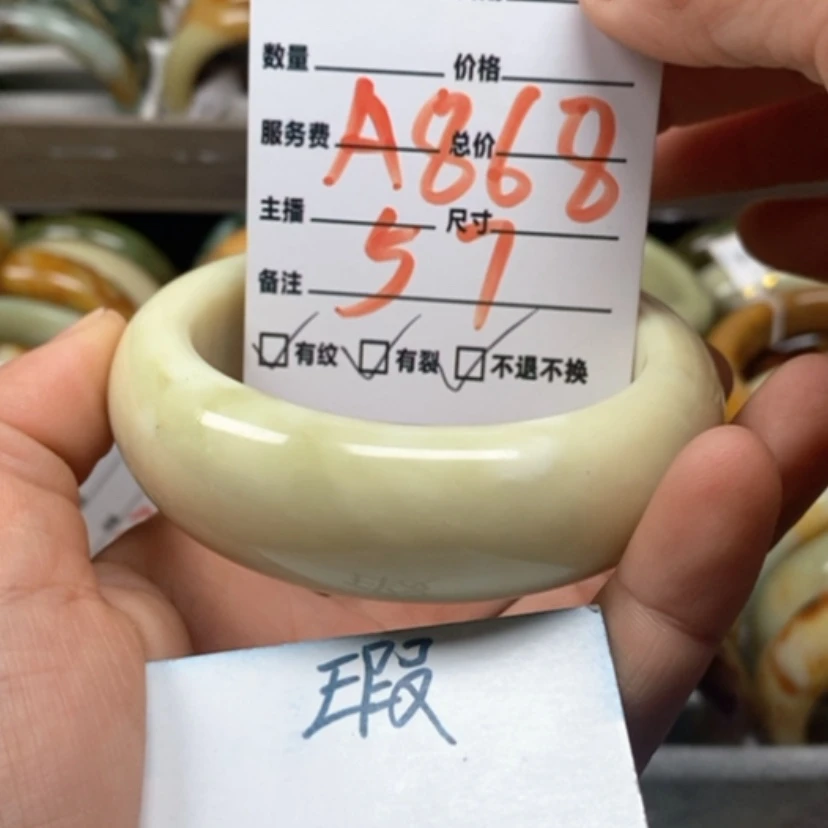 数量 价格
A868
服务费 总价
主播 尺寸
57
备注
有纹 有裂 不退不换
瑕